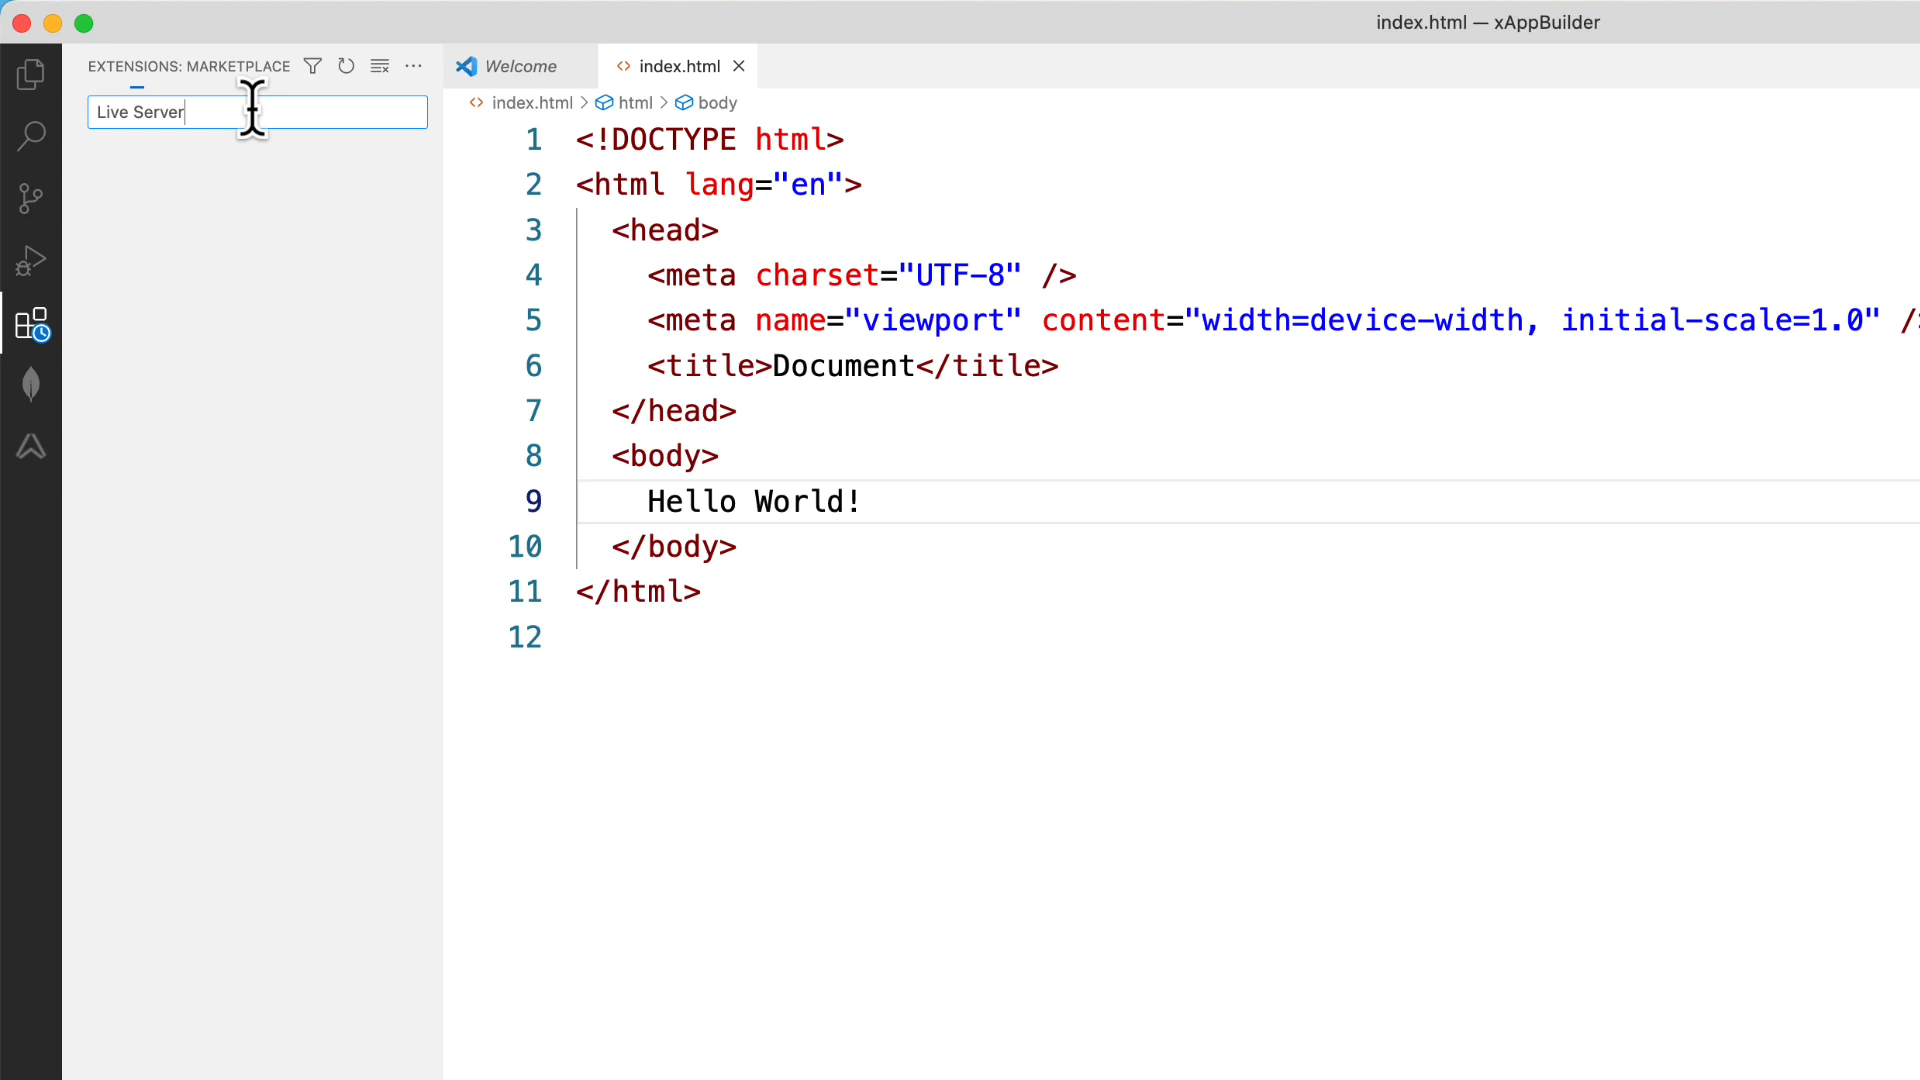 index.html — xAppBuilder
EXTENSIONS: MARKETPLACE
Live Server
Welcome
index.html
index.html > html > body
1 <!DOCTYPE html>
2 <html lang="en">
3 <head>
4 <meta charset="UTF-8" />
5 <meta name="viewport" content="width=device-width, initial-scale=1.0" /
6 <title>Document</title>
7 </head>
8 <body>
9 Hello World!
10 </body>
11 </html>
12